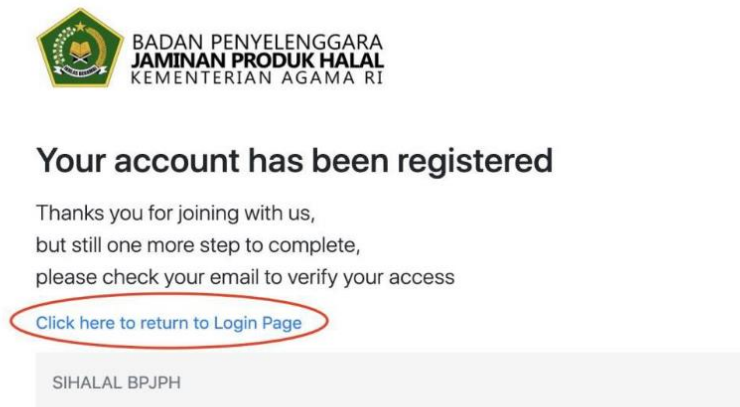 BADAN PENYELENGGARA
JAMINAN PRODUK HALAL
KEMENTERIAN AGAMA RI
Your account has been registered
Thanks you for joining with us,
but still one more step to complete,
please check your email to verify your access
Click here to return to Login Page
SIHALAL BPJPH